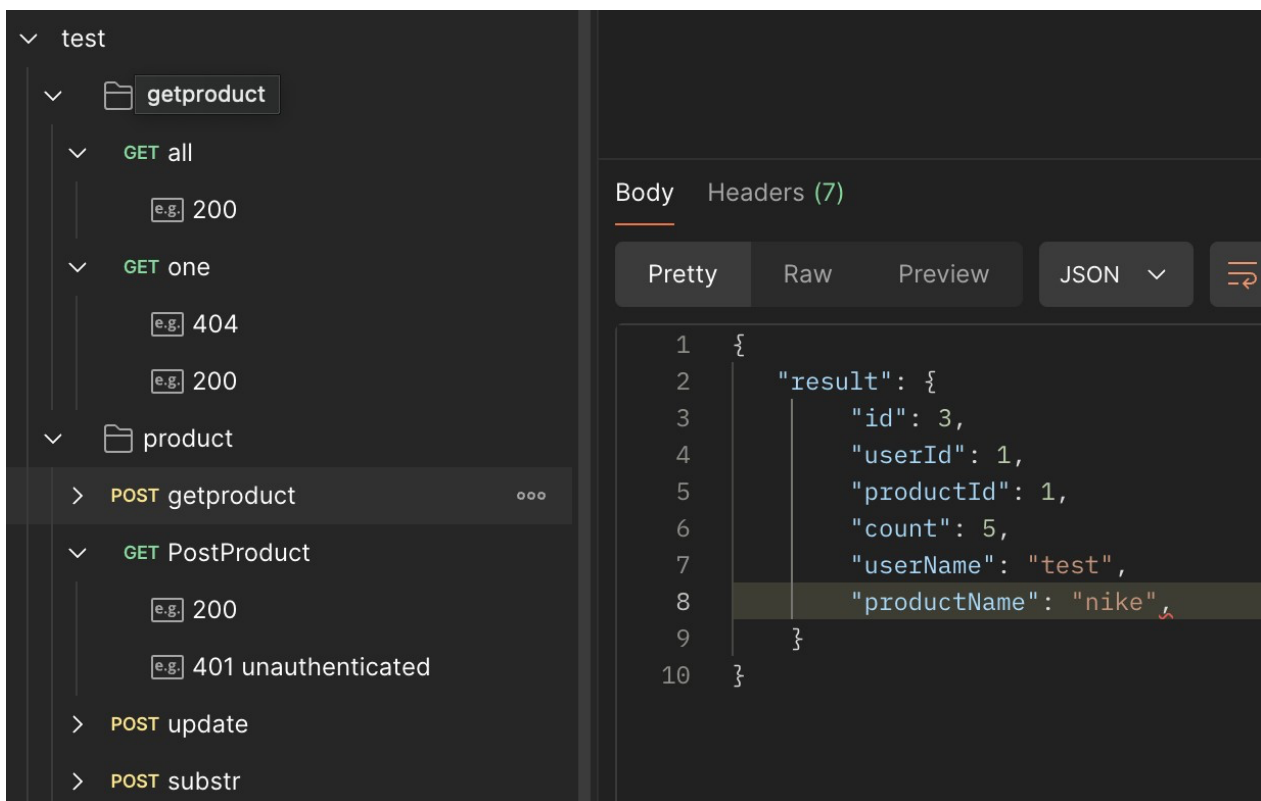 test
getproduct
GET all
e.g. 200
GET one
e.g. 404
e.g. 200
product
POST getproduct
GET PostProduct
e.g. 200
e.g. 401 unauthenticated
POST update
POST substr
Body Headers (7)
Pretty Raw Preview JSON
1 {
2 "result": {
3 "id": 3,
4 "userId": 1,
5 "productId": 1,
6 "count": 5,
7 "userName": "test",
8 "productName": "nike",
9 }
10 }